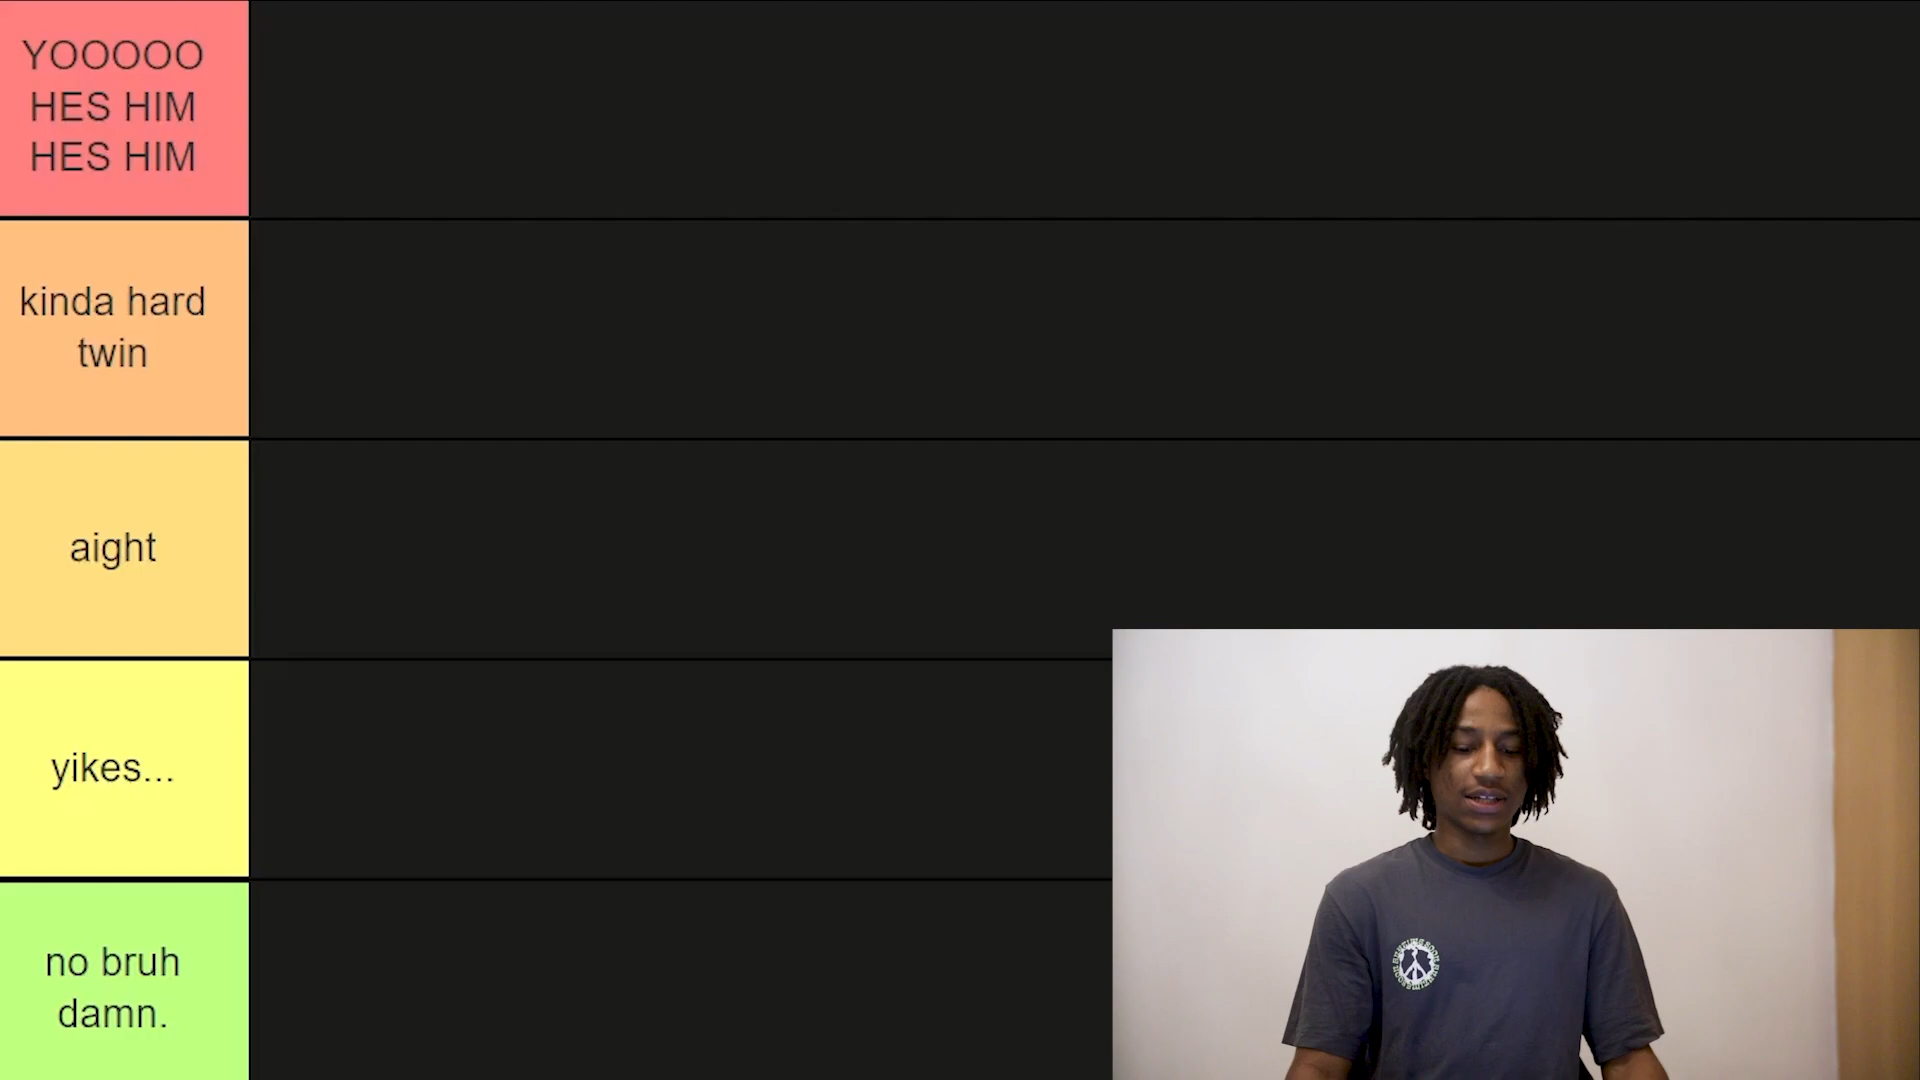 YOOOOO
HES HIM
HES HIM
kinda hard
twin
aight
yikes...
no bruh
damn.